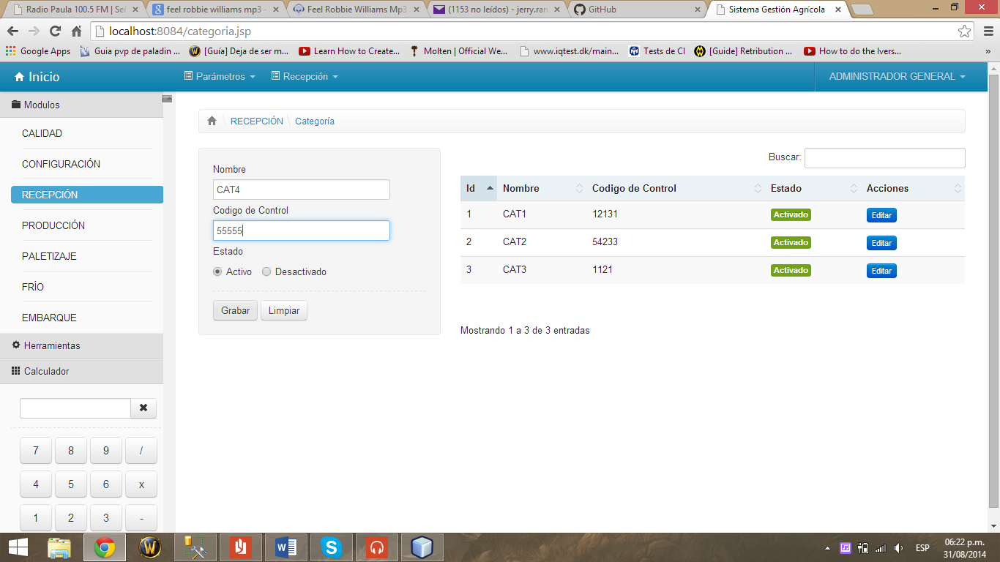 Radio Paula 100.5 FM | Señ
feel robbie williams mp3 -
Feel Robbie Williams Mp3
(1153 no leídos) - jerry.ran
GitHub
Sistema Gestión Agrícola
localhost:8084/categoria.jsp
Google Apps
Guia pvp de paladin ...
[Guía] Deja de ser m...
Learn How to Create...
Molten | Official We...
www.iqtest.dk/main...
Tests de CI
[Guide] Retribution ...
How to do the Ivers...
»
Inicio
Parámetros
Recepción
ADMINISTRADOR GENERAL
Modulos
CALIDAD
CONFIGURACIÓN
RECEPCIÓN
PRODUCCIÓN
PALETIZAJE
FRÍO
EMBARQUE
Herramientas
Calculador
7 8 9 /
4 5 6 x
1 2 3 -
RECEPCIÓN \ Categoría
Nombre
CAT4
Codigo de Control
55555
Estado
Activo Desactivado
Grabar Limpiar
Buscar:
Id Nombre Codigo de Control Estado Acciones
1 CAT1 12131 Activado Editar
2 CAT2 54233 Activado Editar
3 CAT3 1121 Activado Editar
Mostrando 1 a 3 de 3 entradas
ESP
06:22 p.m.
31/08/2014